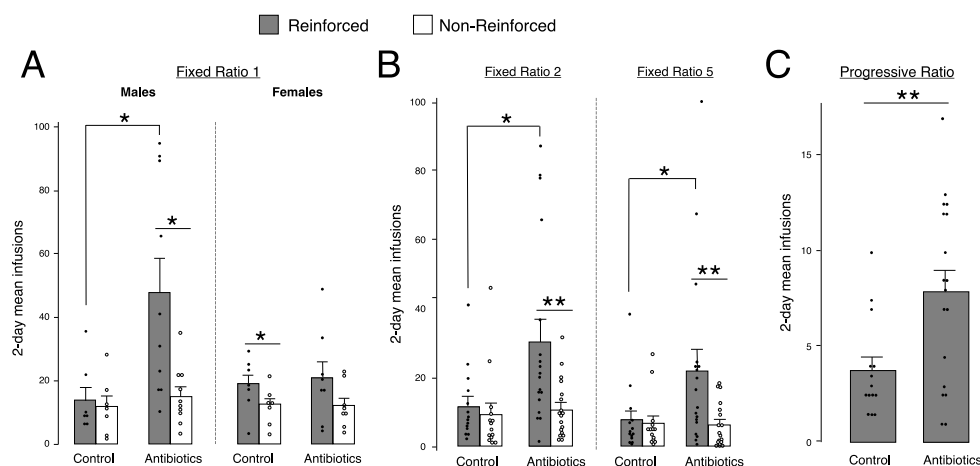 Reinforced Non-Reinforced
A Fixed Ratio 1
Males Females
2-day mean infusions
100
80
60
40
20
0
*
*
*
Control Antibiotics Control Antibiotics
B Fixed Ratio 2 Fixed Ratio 5
2-day mean infusions
100
80
60
40
20
0
*
**
*
**
Control Antibiotics Control Antibiotics
C Progressive Ratio
2-day mean infusions
15
10
5
0
**
Control Antibiotics